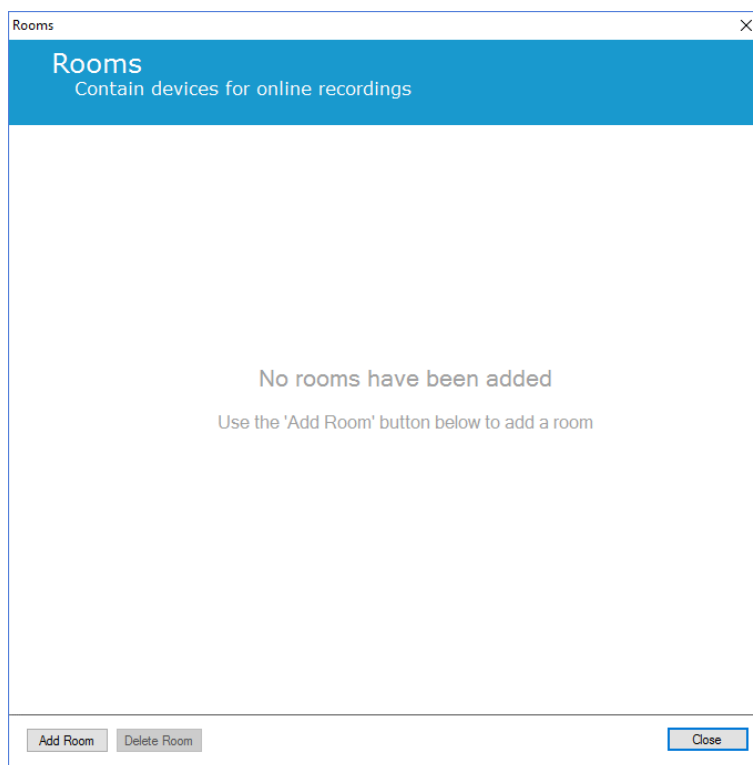 Rooms
Rooms
Contain devices for online recordings
No rooms have been added
Use the 'Add Room' button below to add a room
Add Room Delete Room Close